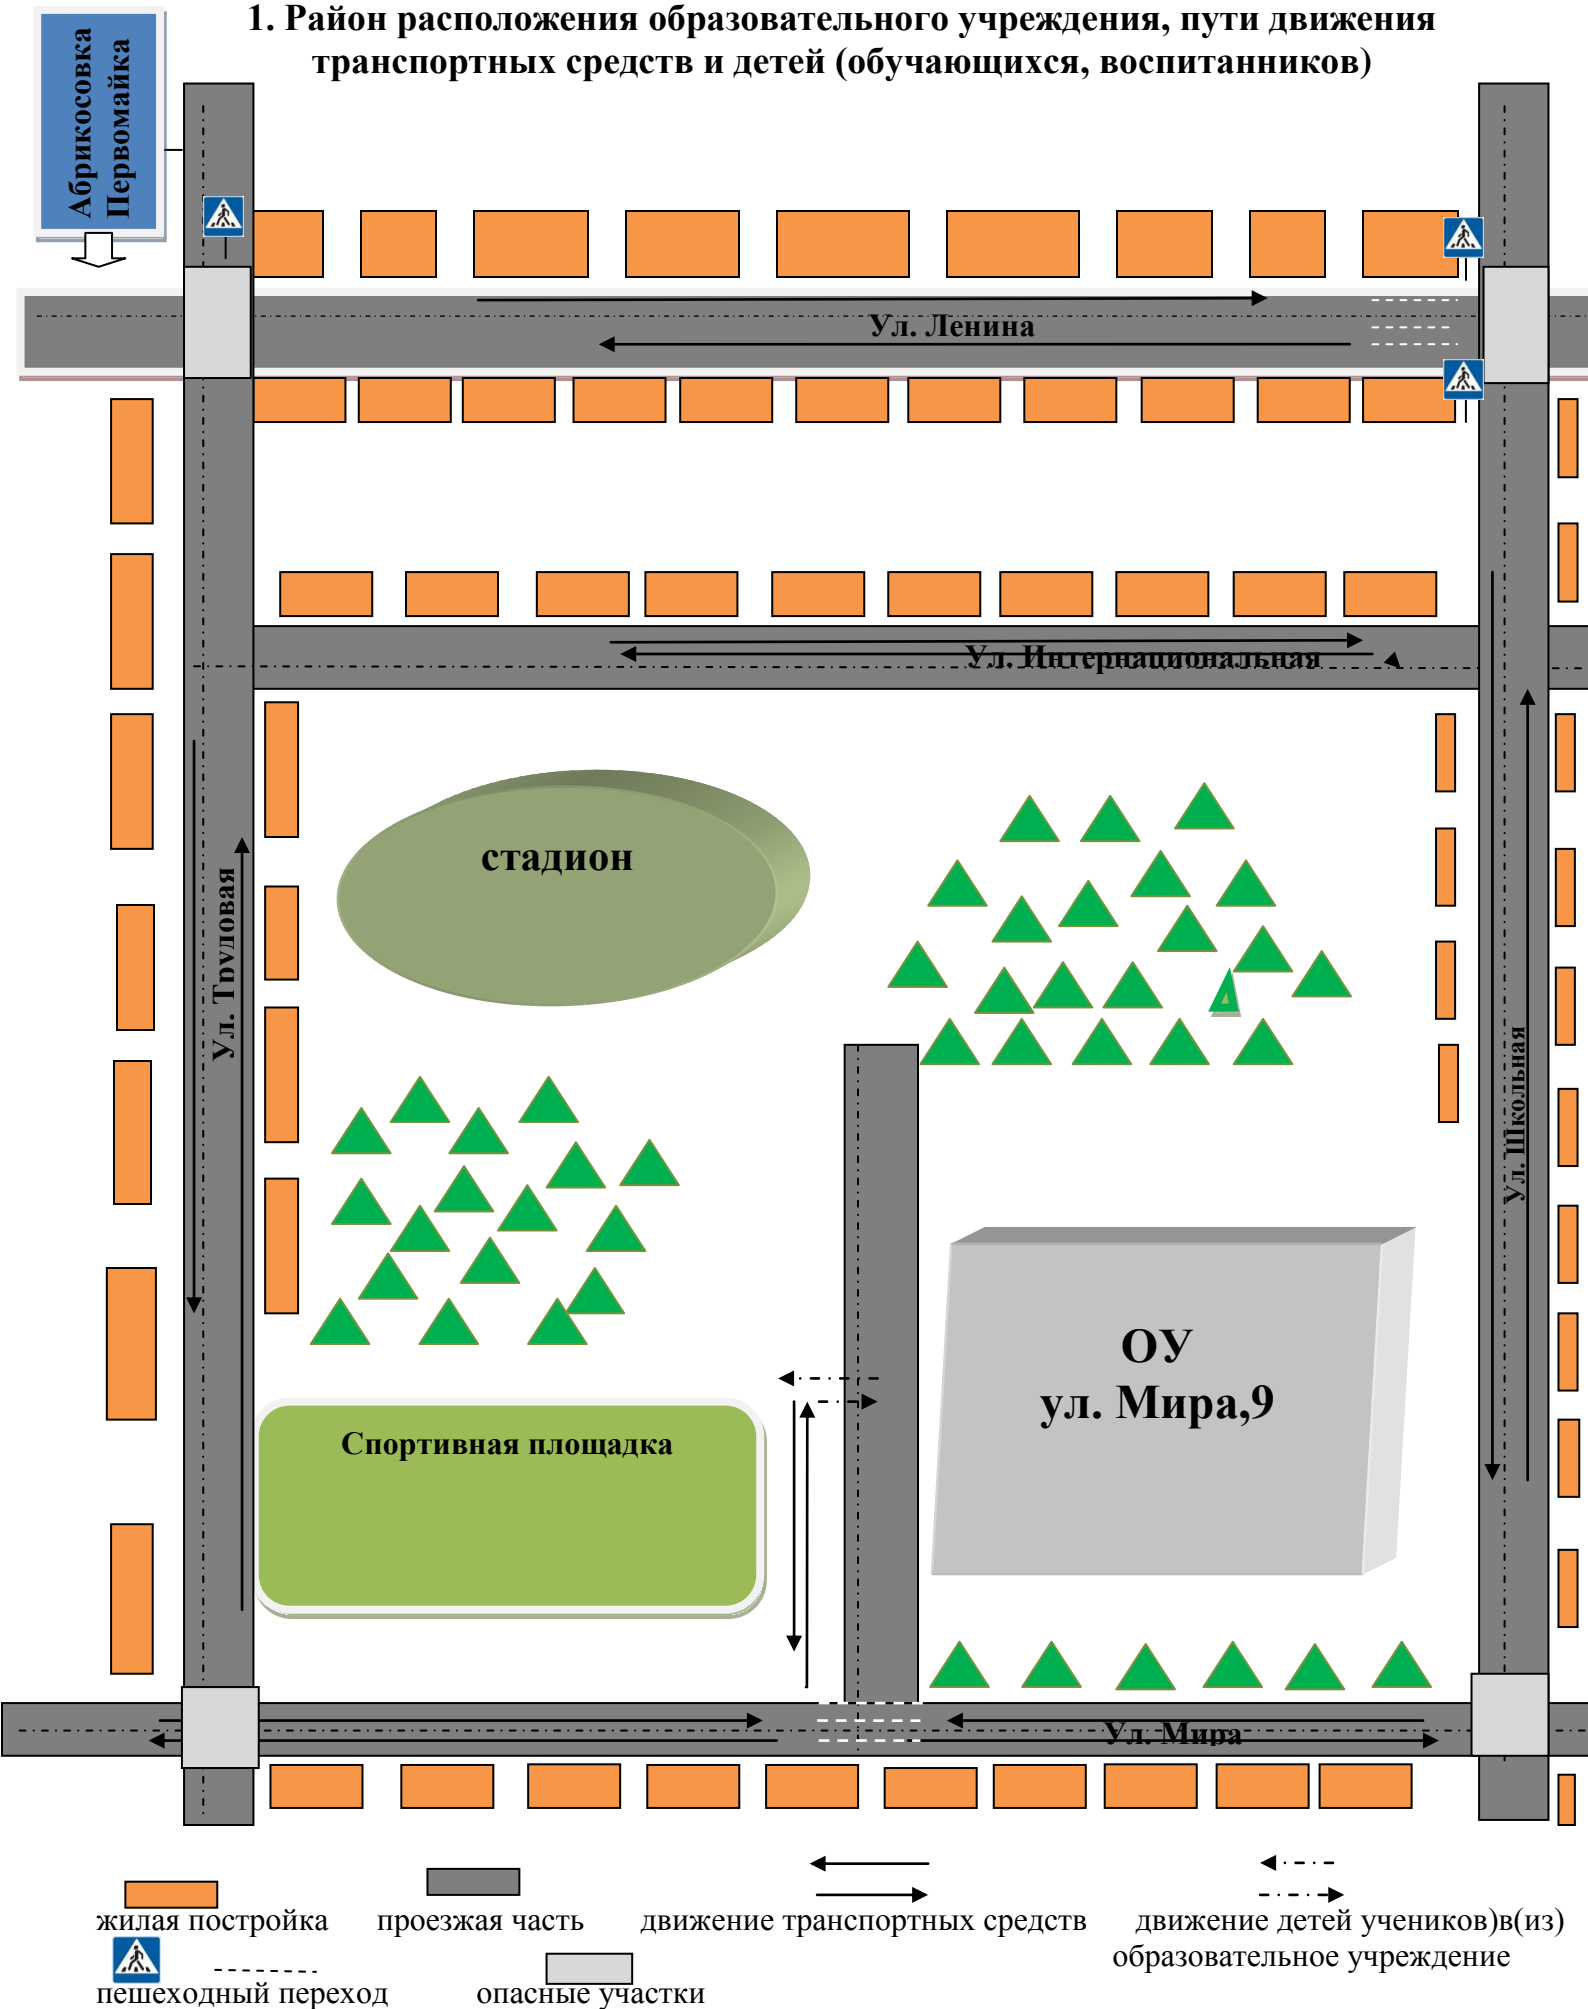 1. Район расположения образовательного учреждения, пути движения
транспортных средств и детей (обучающихся, воспитанников)
Абрикосовка
Первомайка
Ул. Ленина
Ул. Интернациональная
стадион
Ул. Трудовая
Ул. Школьная
ОУ
ул. Мира,9
Спортивная площадка
Ул. Мира
жилая постройка
проезжая часть
движение транспортных средств
движение детей учеников)в(из)
образовательное учреждение
пешеходный переход
опасные участки